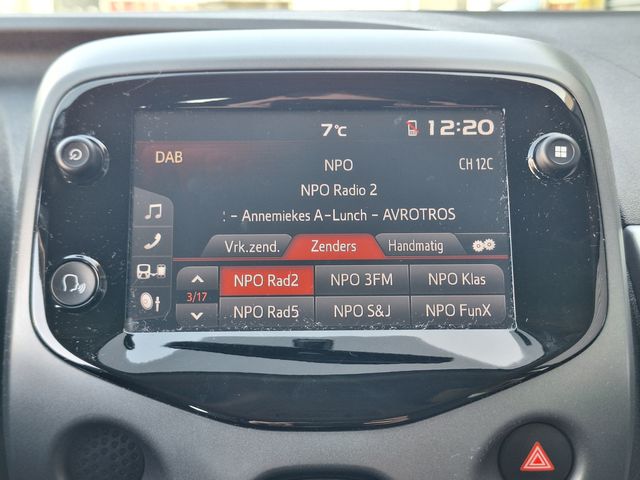 7°C 12:20
DAB NPO CH 12C
NPO Radio 2
: - Annemiekes A-Lunch - AVROTROS
Vrk.zend. Zenders Handmatig
NPO Rad2 NPO 3FM NPO Klas
3/17
NPO Rad5 NPO S&J NPO FunX